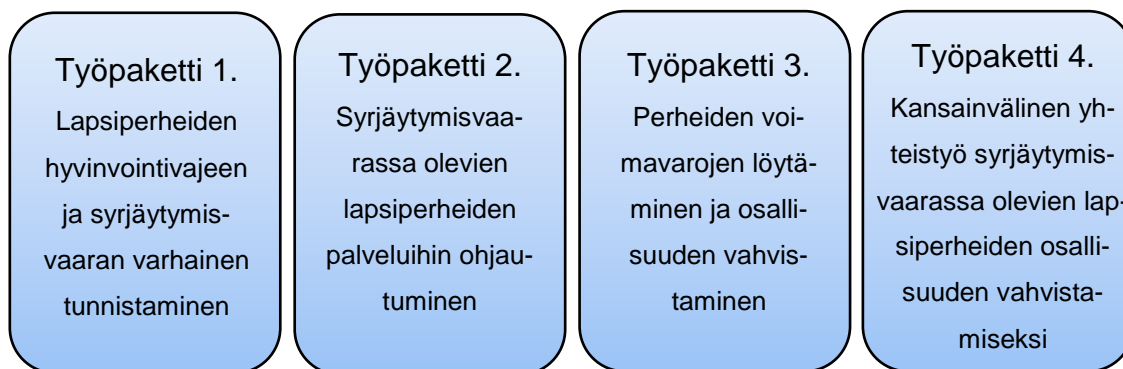 Työpaketti 1.
Lapsiperheiden
hyvinvointivajeen
ja syrjäytymis-
vaaran varhainen
tunnistaminen
Työpaketti 2.
Syrjäytymisvaa-
rassa olevien
lapsiperheiden
palveluihin ohjau-
tuminen
Työpaketti 3.
Perheiden voi-
mavarojen löytä-
minen ja osalli-
suuden vahvis-
taminen
Työpaketti 4.
Kansainvälinen yh-
teistyö syrjäytymis-
vaarassa olevien lap-
siperheiden osalli-
suuden vahvista-
miseksi